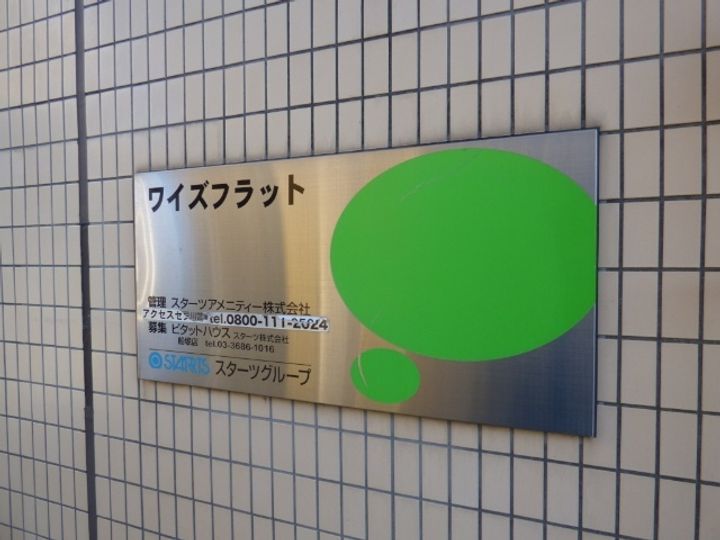 ワイズフラット
管理 スターツアメニティー株式会社
アクセスセ tel.0800-111-2024
募集 ピタットハウス スターツ株式会社
船堀店 tel.03-3686-1016
STARTS スターツグループ